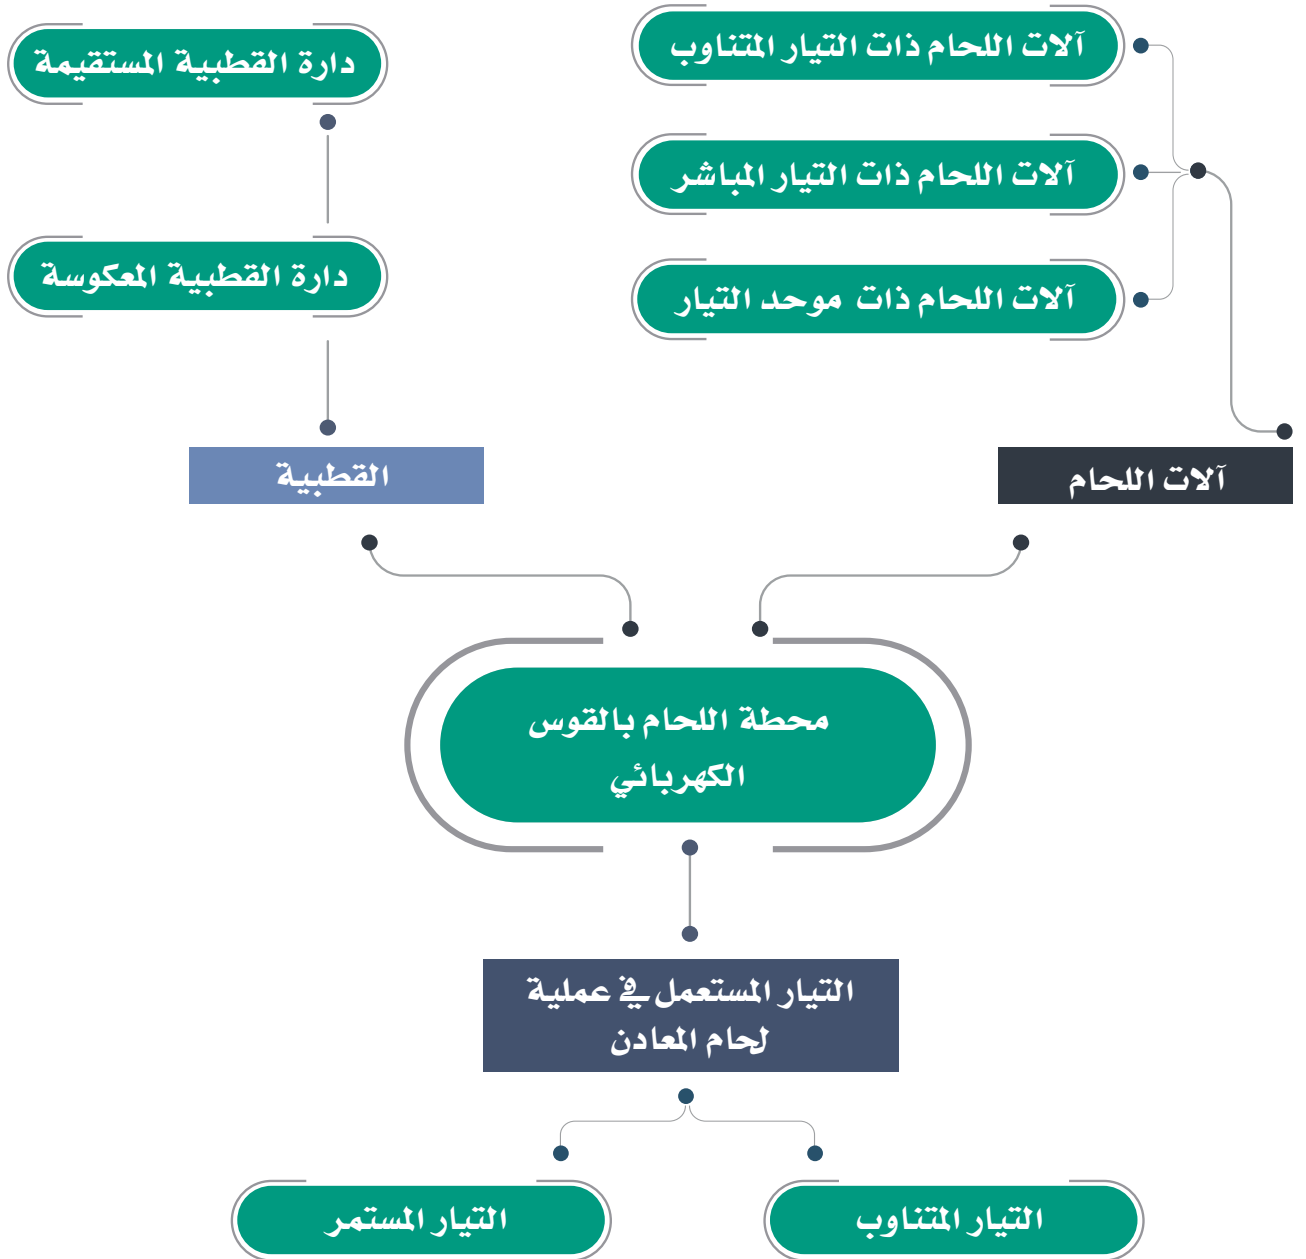 آلات اللحام ذات التيار المتناوب
دارة القطبية المستقيمة
آلات اللحام ذات التيار المباشر
دارة القطبية المعكوسة
آلات اللحام ذات موحد التيار
آلات اللحام
القطبية
محطة اللحام بالقوس
الكهربائي
التيار المستعمل في عملية
لحام المعادن
التيار المتناوب
التيار المستمر